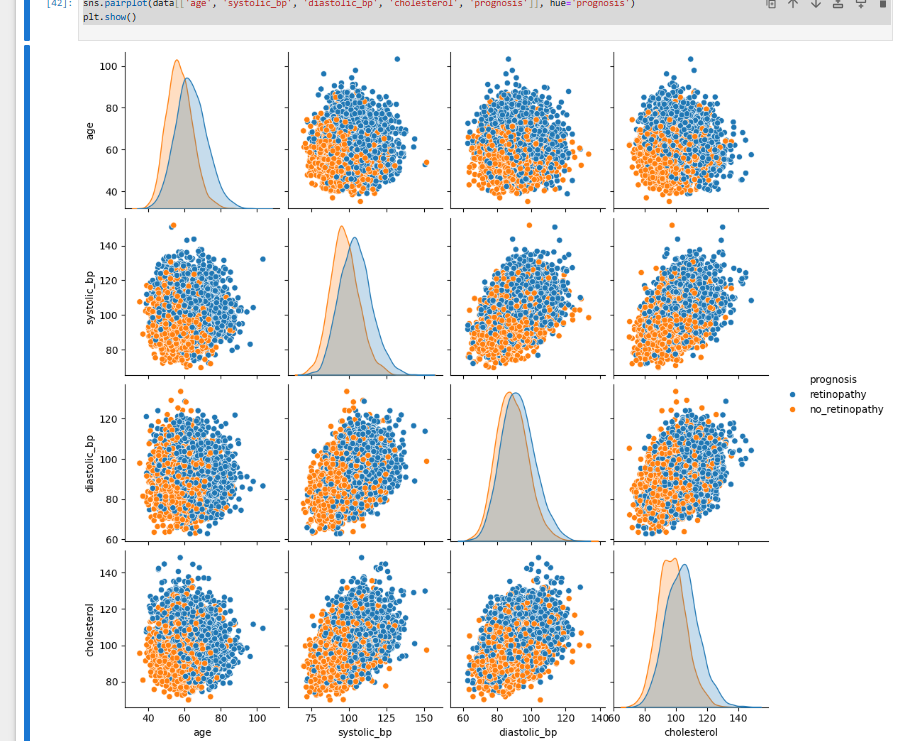 [42]: sns.pairplot(data[['age', 'systolic_bp', 'diastolic_bp', 'cholesterol', 'prognosis']], hue='prognosis')
plt.show()
100
80
60
40
age
140
120
100
80
systolic_bp
120
100
80
60
diastolic_bp
140
120
100
80
cholesterol
40 60 80 100
75 100 125 150
60 80 100 120 140
60 80 100 120 140
age systolic_bp diastolic_bp cholesterol
prognosis
retinopathy
no_retinopathy